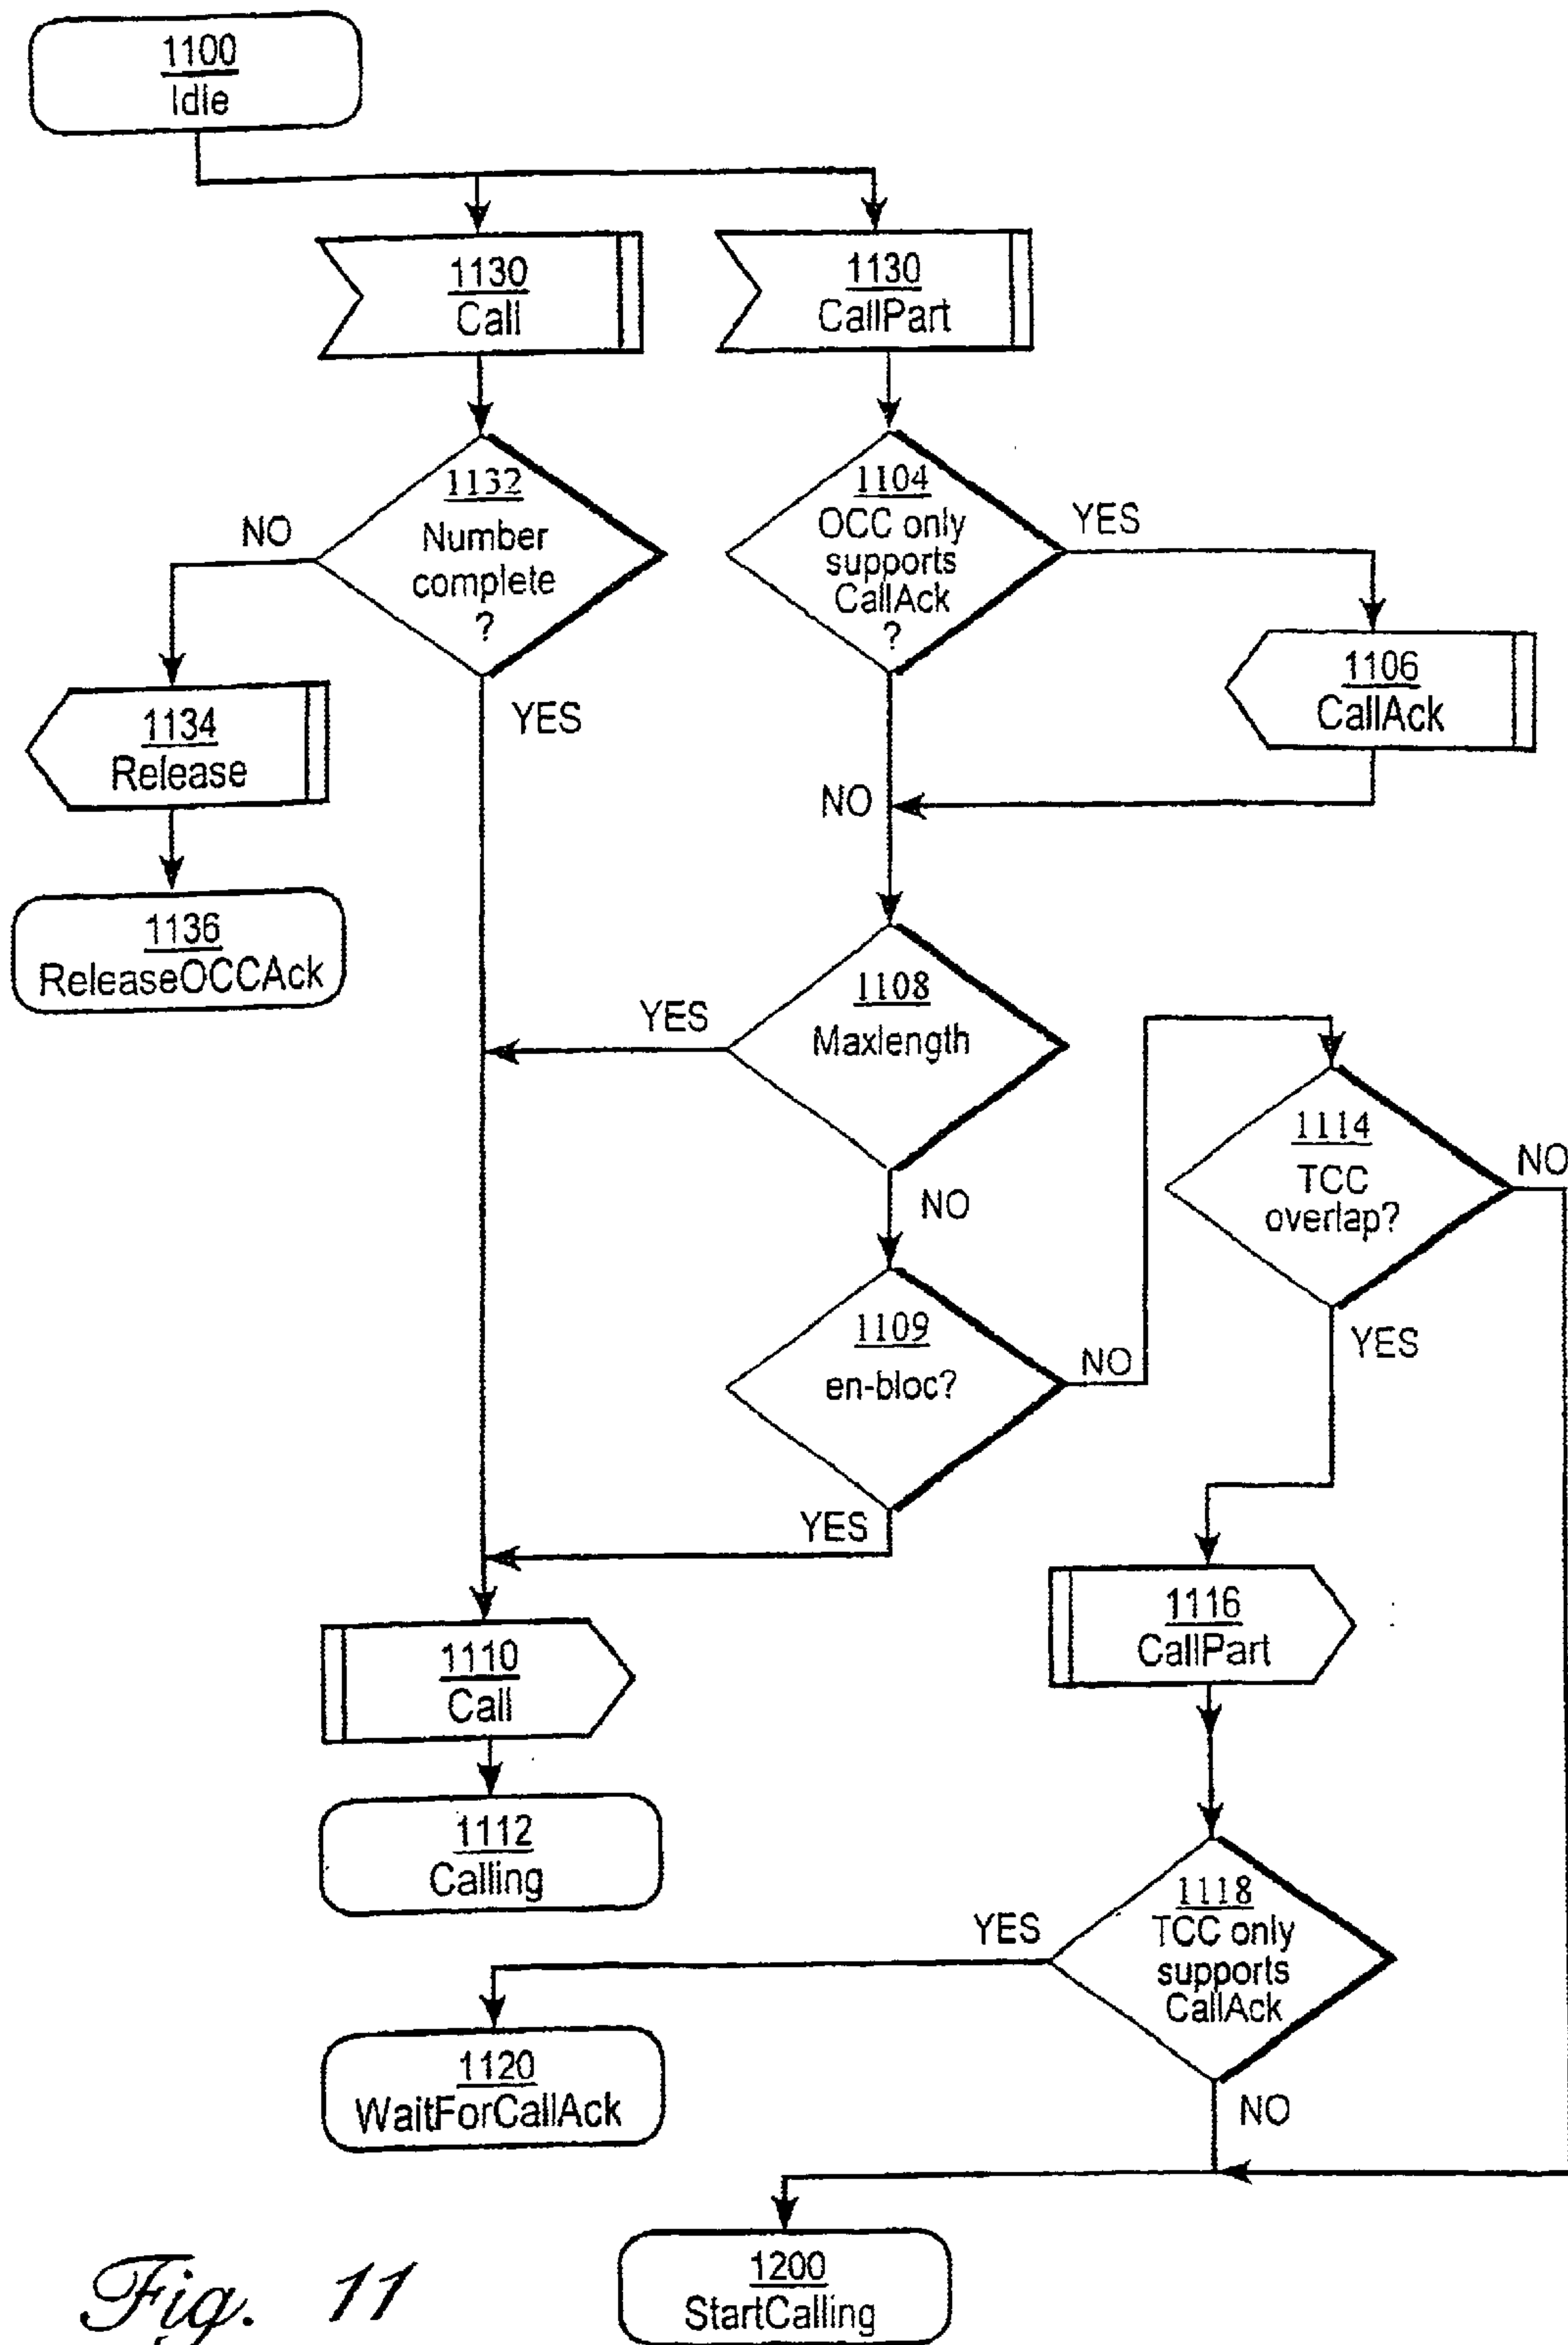 1100
Idle
1130
Call
1130
CallPart
1132
Number
complete
?
NO
YES
1104
OCC only
supports
CallAck
?
YES
NO
1106
CallAck
1134
Release
1136
ReleaseOCCAck
1108
Maxlength
YES
NO
1114
TCC
overlap?
NO
YES
1109
en-bloc?
NO
YES
1116
CallPart
1110
Call
1112
Calling
1118
TCC only
supports
CallAck
YES
NO
1120
WaitForCallAck
1200
StartCalling
Fig. 11